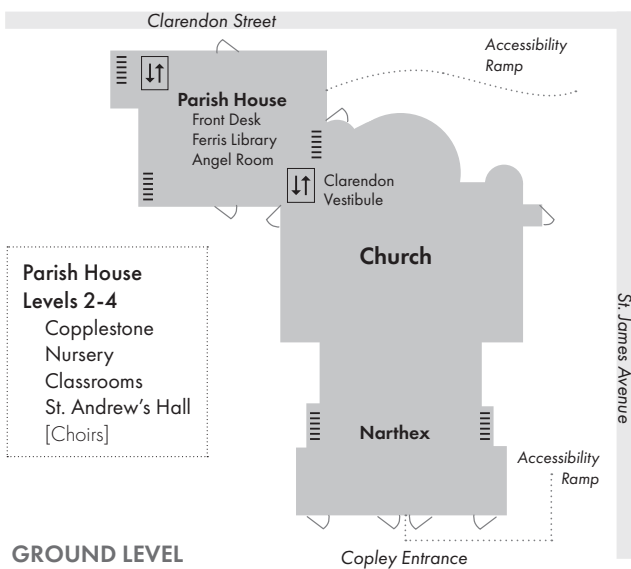 Clarendon Street
Accessibility
Ramp
Parish House
Front Desk
Ferris Library
Angel Room
Clarendon
Vestibule
Church
Parish House
Levels 2-4
Copplestone
Nursery
Classrooms
St. Andrew's Hall
[Choirs]
St. James Avenue
Narthex
Accessibility
Ramp
GROUND LEVEL
Copley Entrance